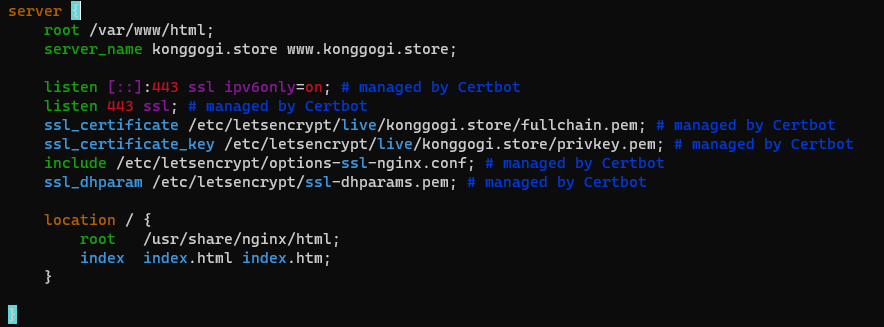 server {
    root /var/www/html;
    server_name konggogi.store www.konggogi.store;

    listen [::]:443 ssl ipv6only=on; # managed by Certbot
    listen 443 ssl; # managed by Certbot
    ssl_certificate /etc/letsencrypt/live/konggogi.store/fullchain.pem; # managed by Certbot
    ssl_certificate_key /etc/letsencrypt/live/konggogi.store/privkey.pem; # managed by Certbot
    include /etc/letsencrypt/options-ssl-nginx.conf; # managed by Certbot
    ssl_dhparam /etc/letsencrypt/ssl-dhparams.pem; # managed by Certbot

    location / {
        root   /usr/share/nginx/html;
        index  index.html index.htm;
    }

}